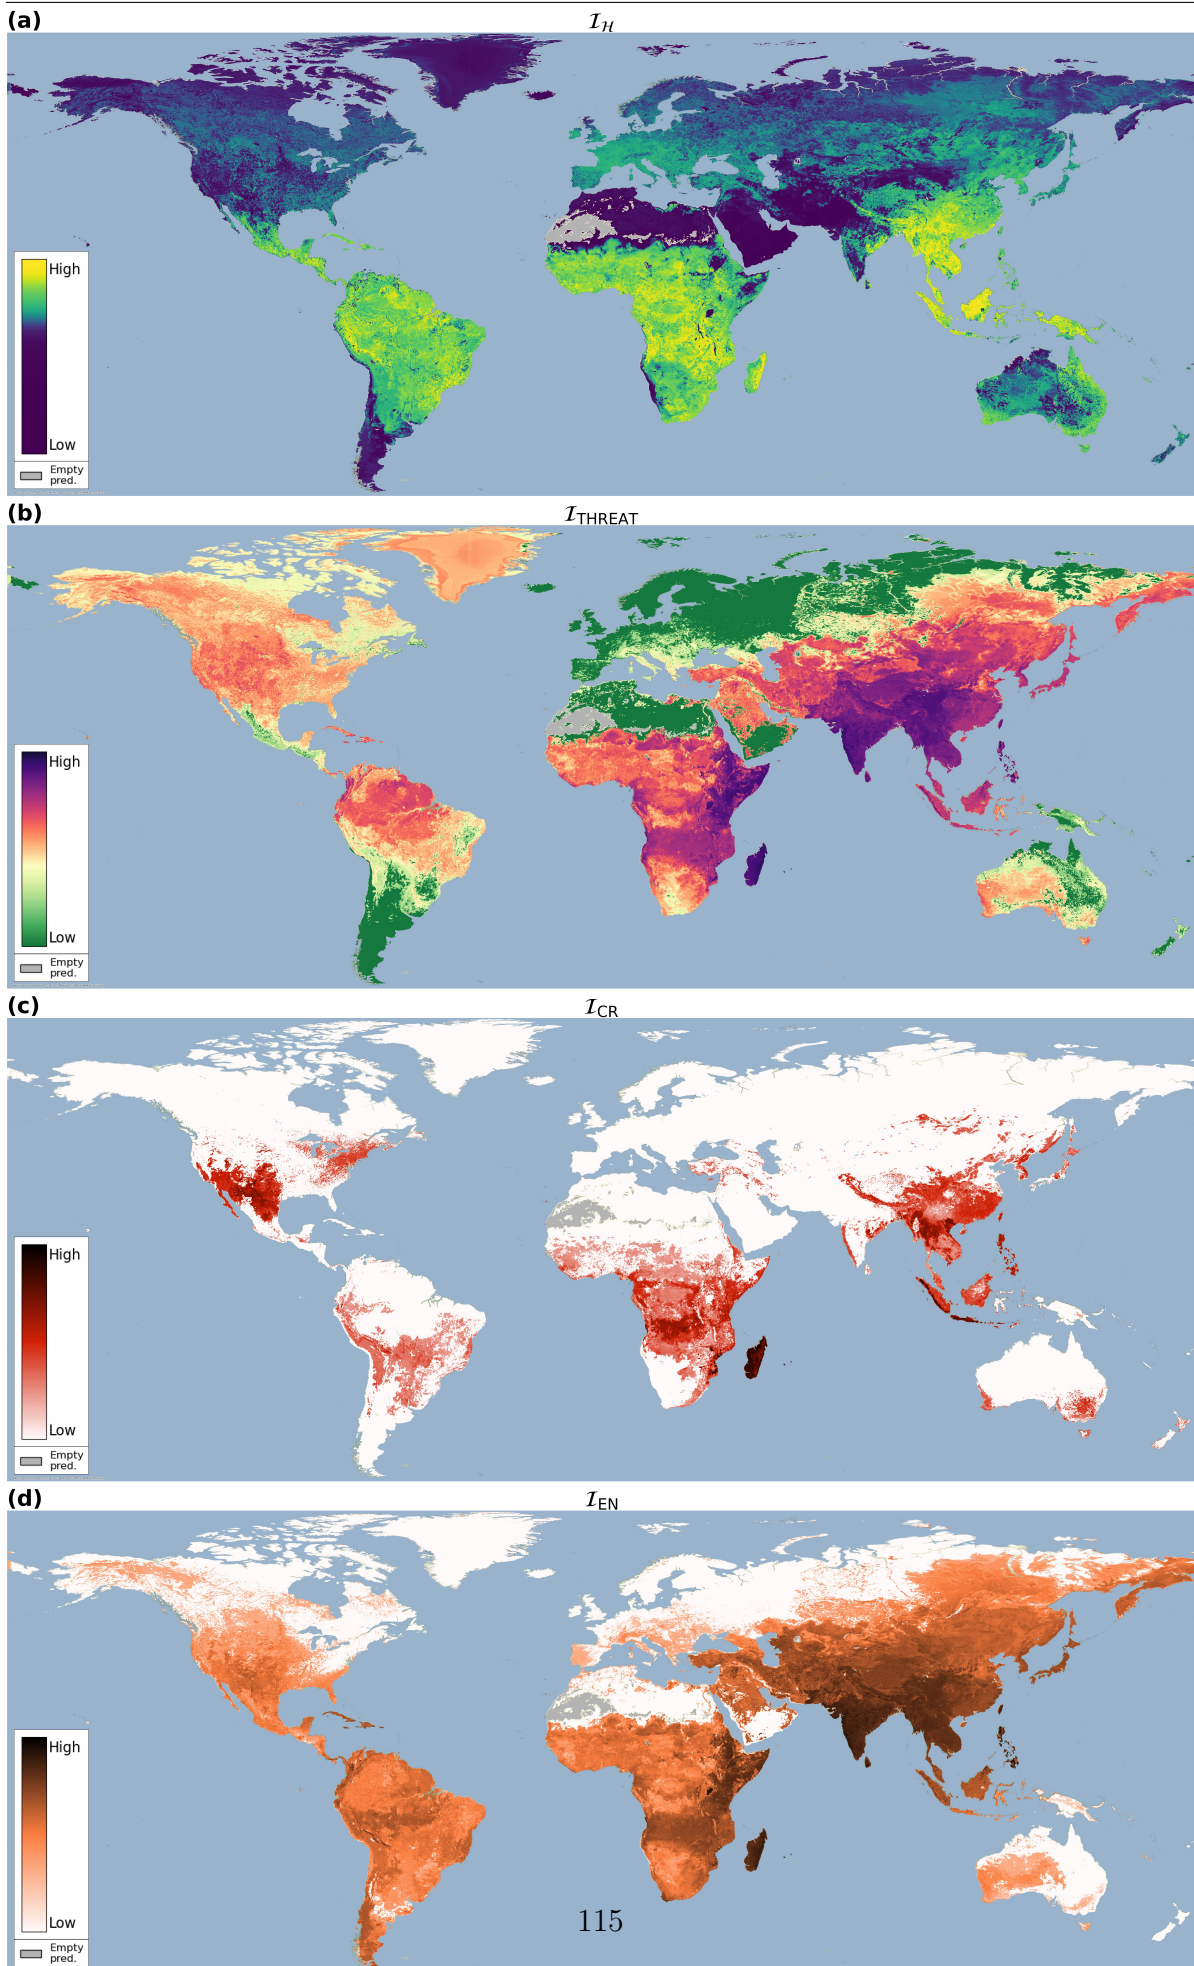 (a)
I_H
High
Low
Empty
pred.
(b)
I_THREAT
High
Low
Empty
pred.
(c)
I_CR
High
Low
Empty
pred.
(d)
I_EN
High
Low
Empty
pred.
115